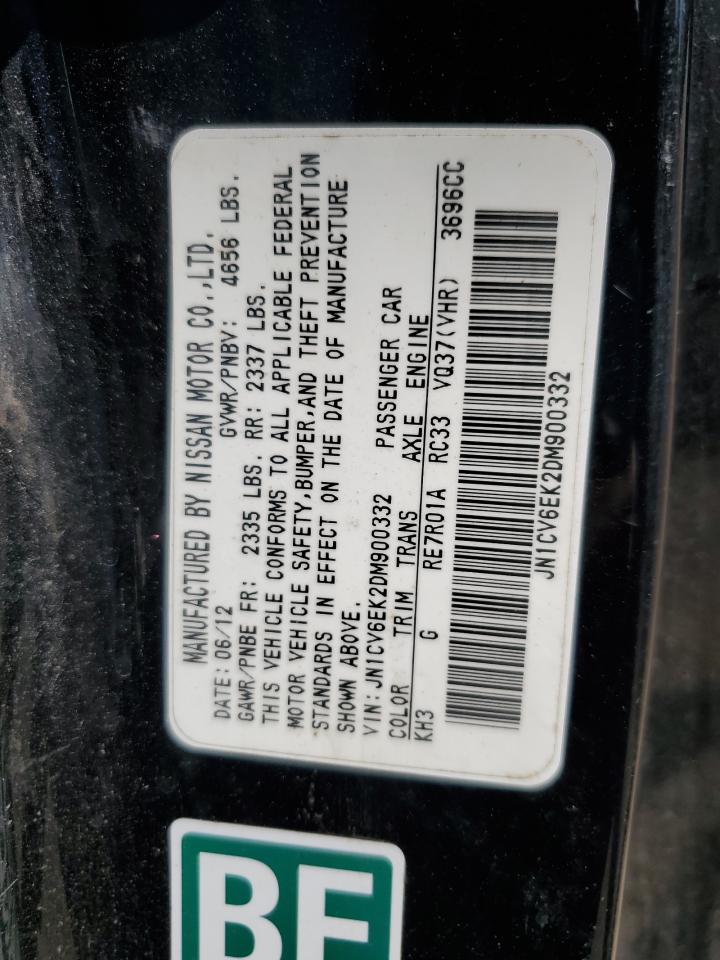 MANUFACTURED BY NISSAN MOTOR CO.,LTD.
DATE: 06/12 GVWR/PNBV: 4656 LBS.
GAWR/PNBE FR: 2335 LBS. RR: 2337 LBS.
THIS VEHICLE CONFORMS TO ALL APPLICABLE FEDERAL
MOTOR VEHICLE SAFETY,BUMPER,AND THEFT PREVENTION
STANDARDS IN EFFECT ON THE DATE OF MANUFACTURE
SHOWN ABOVE.
VIN:JN1CV6EK2DM900332 PASSENGER CAR
COLOR TRIM TRANS AXLE ENGINE
KH3 G RE7R01A RC33 VQ37(VHR) 3696CC
JN1CV6EK2DM900332